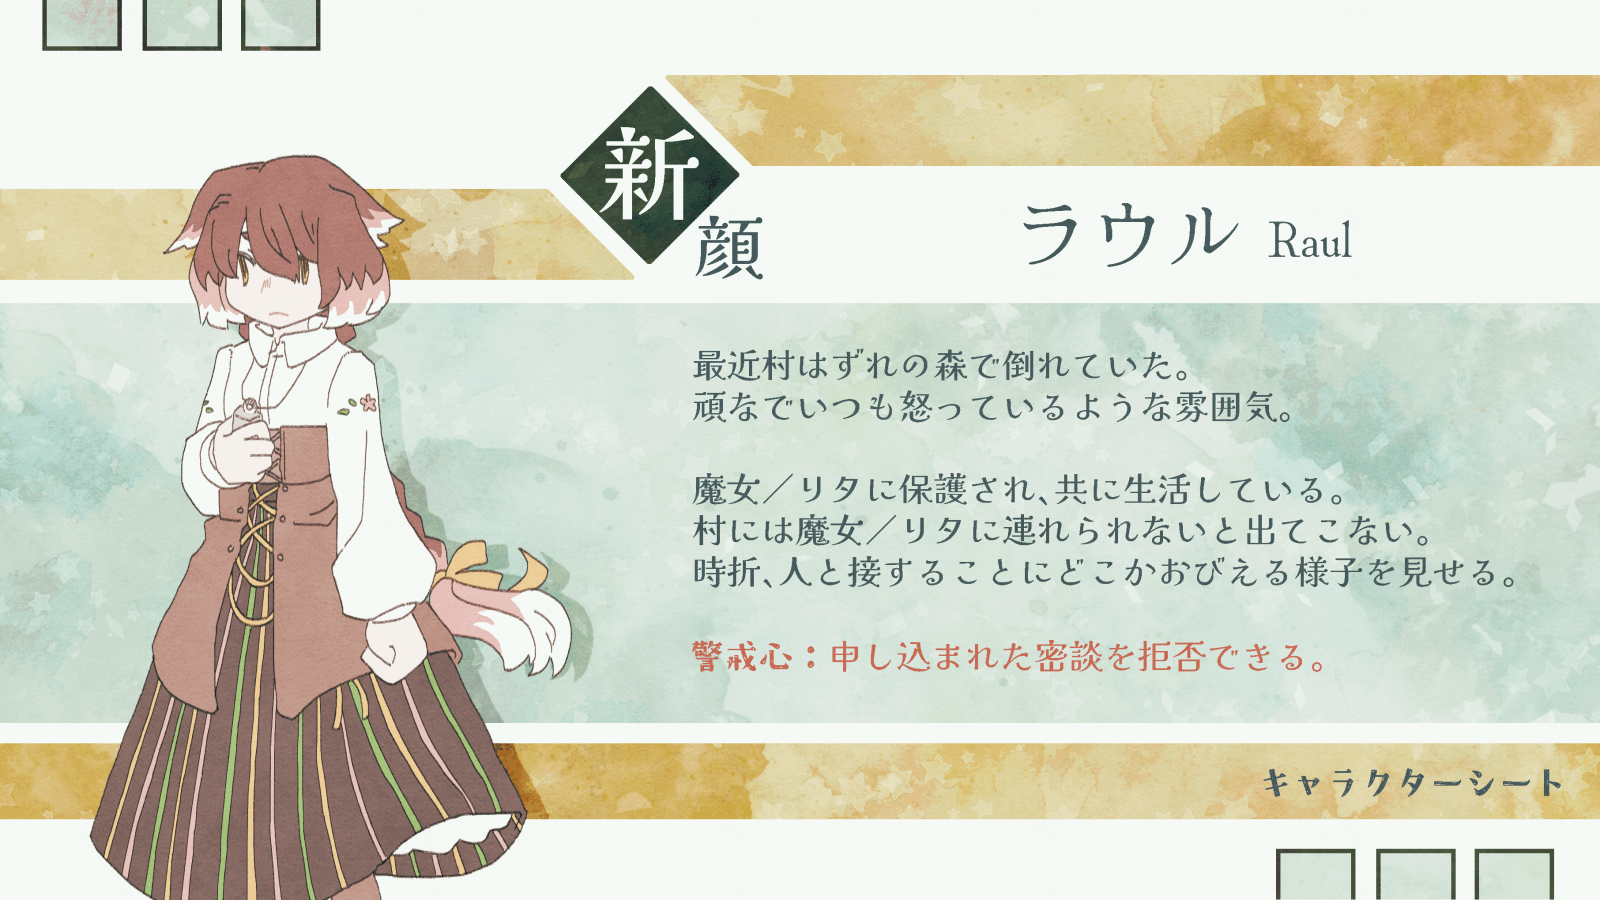 新顔
ラウル Raul
最近村はずれの森で倒れていた。
頑なでいつも怒っているような雰囲気。
魔女／リタに保護され、共に生活している。
村には魔女／リタに連れられないと出てこない。
時折、人と接することにどこかおびえる様子を見せる。
警戒心：申し込まれた密談を拒否できる。
キャラクターシート